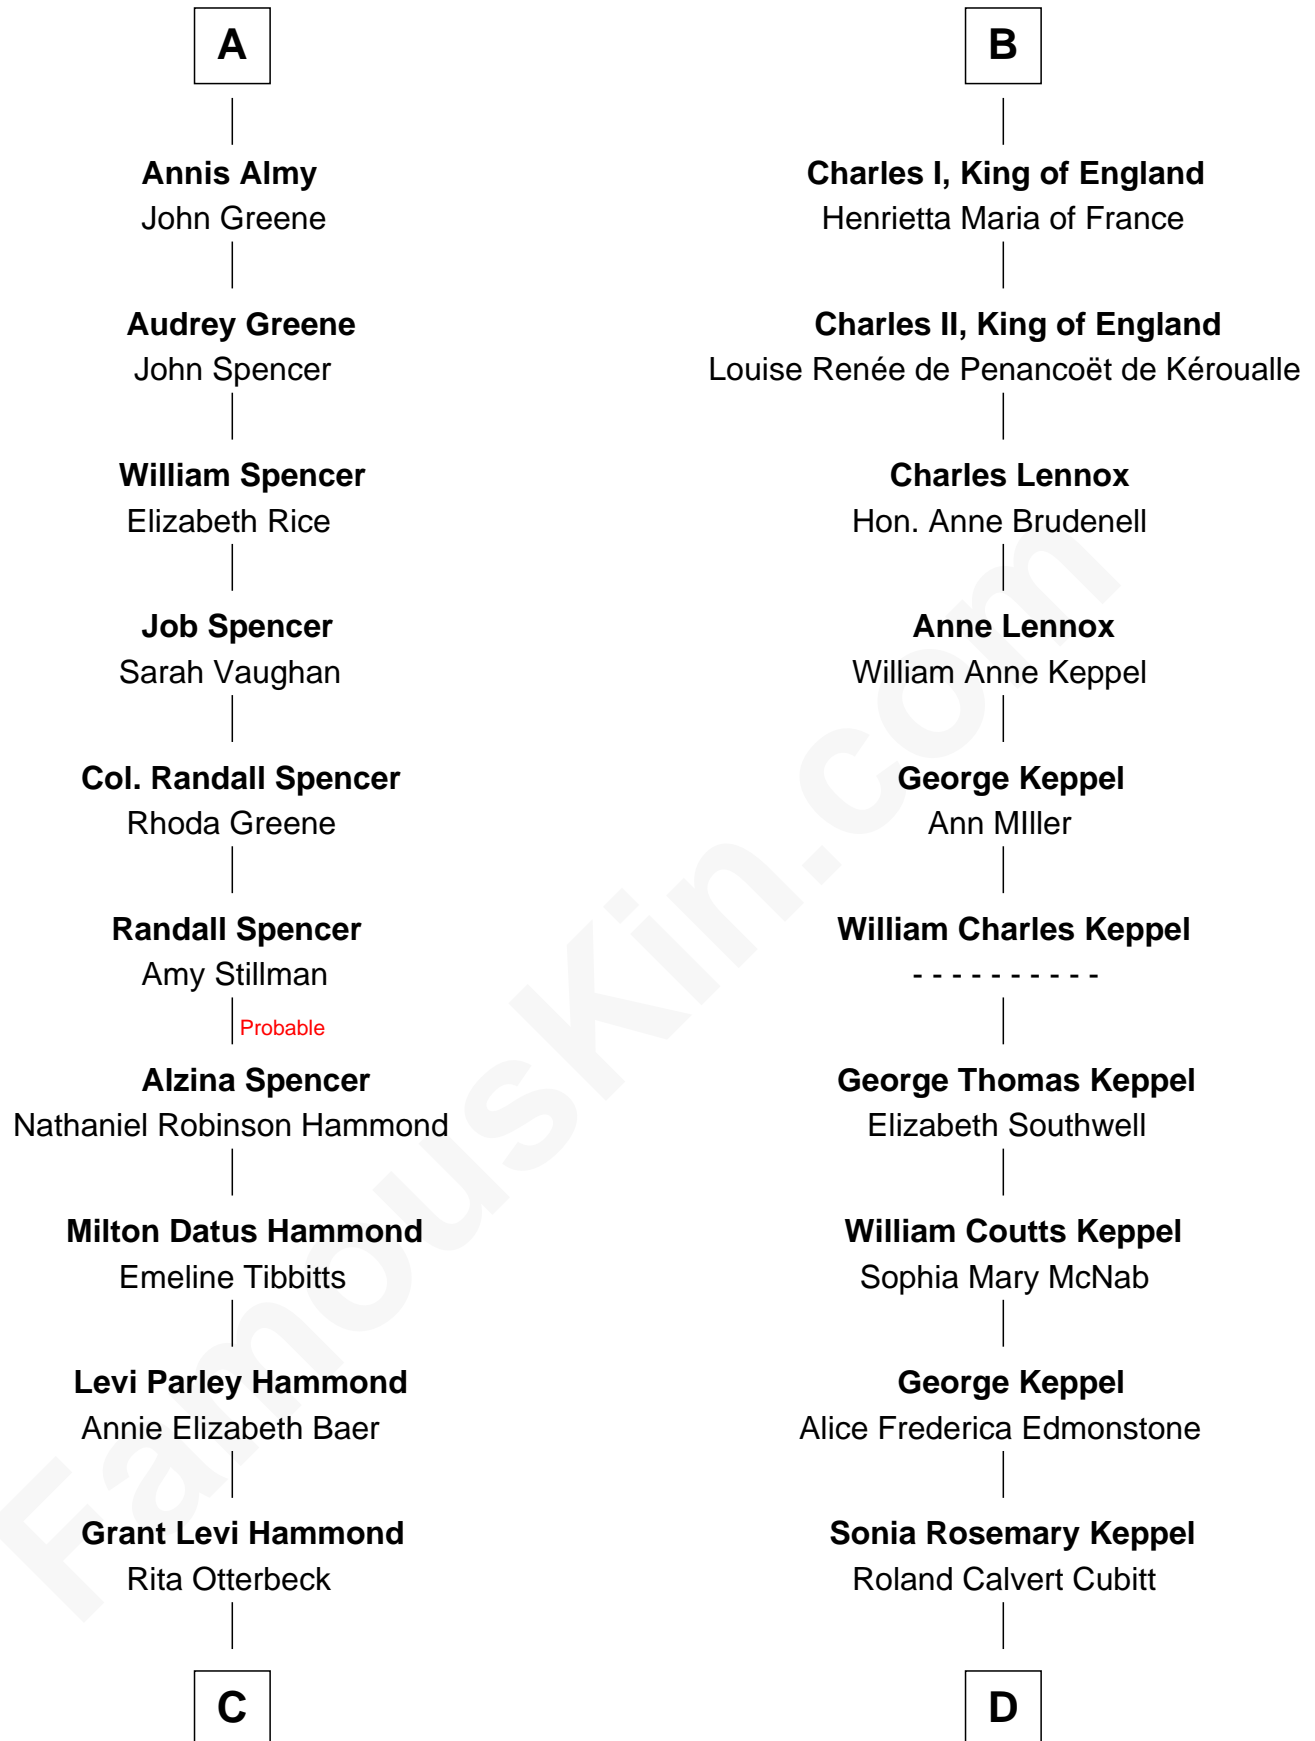 A
Annis Almy
John Greene
Audrey Greene
John Spencer
William Spencer
Elizabeth Rice
Job Spencer
Sarah Vaughan
Col. Randall Spencer
Rhoda Greene
Randall Spencer
Amy Stillman
Probable
Alzina Spencer
Nathaniel Robinson Hammond
Milton Datus Hammond
Emeline Tibbitts
Levi Parley Hammond
Annie Elizabeth Baer
Grant Levi Hammond
Rita Otterbeck
C
B
Charles I, King of England
Henrietta Maria of France
Charles II, King of England
Louise Renée de Penancoët de Kéroualle
Charles Lennox
Hon. Anne Brudenell
Anne Lennox
William Anne Keppel
George Keppel
Ann MIller
William Charles Keppel
- - - - - - - - - -
George Thomas Keppel
Elizabeth Southwell
William Coutts Keppel
Sophia Mary McNab
George Keppel
Alice Frederica Edmonstone
Sonia Rosemary Keppel
Roland Calvert Cubitt
D
FamousKin.com